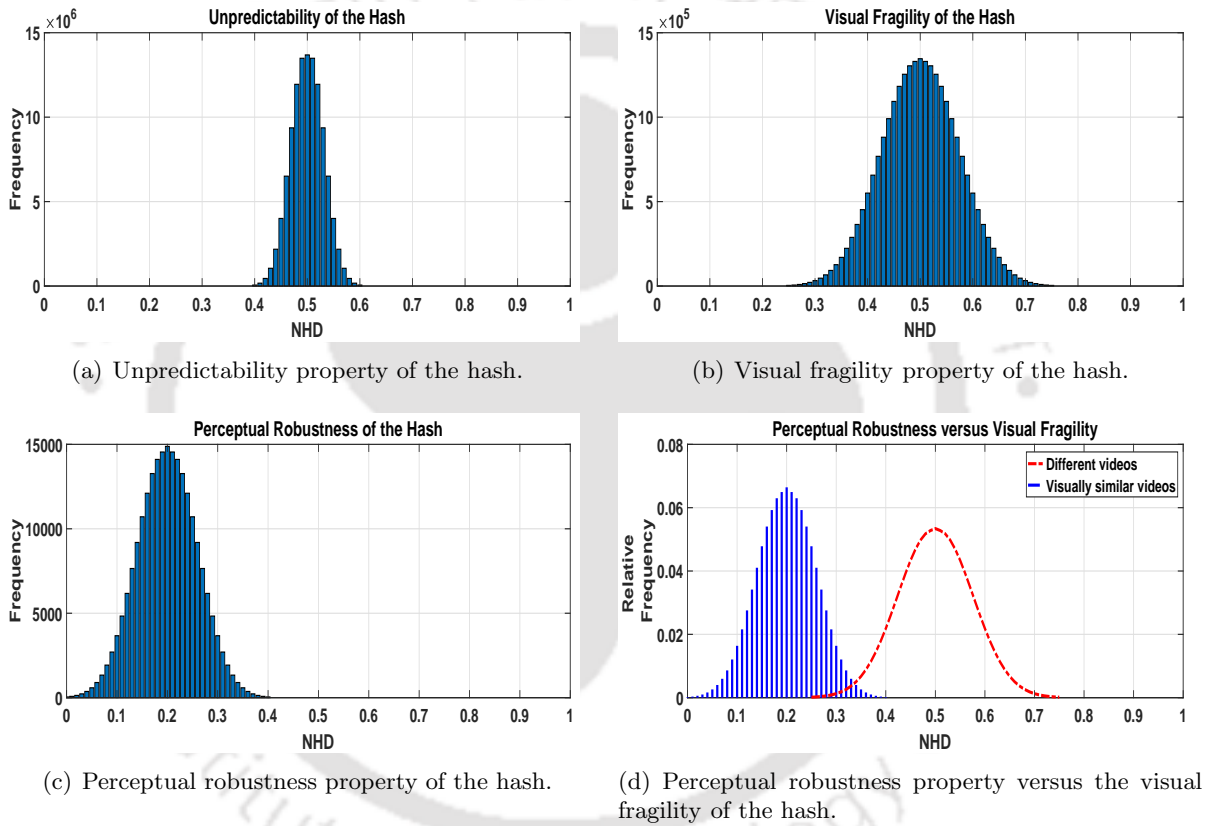 Unpredictability of the Hash
×10⁶
15
10
5
0
Frequency
0 0.1 0.2 0.3 0.4 0.5 0.6 0.7 0.8 0.9 1
NHD
(a) Unpredictability property of the hash.
Visual Fragility of the Hash
×10⁵
15
10
5
0
Frequency
0 0.1 0.2 0.3 0.4 0.5 0.6 0.7 0.8 0.9 1
NHD
(b) Visual fragility property of the hash.
Perceptual Robustness of the Hash
15000
10000
5000
0
Frequency
0 0.1 0.2 0.3 0.4 0.5 0.6 0.7 0.8 0.9 1
NHD
(c) Perceptual robustness property of the hash.
Perceptual Robustness versus Visual Fragility
0.08
0.06
0.04
0.02
0
Relative
Frequency
Different videos
Visually similar videos
0 0.1 0.2 0.3 0.4 0.5 0.6 0.7 0.8 0.9 1
NHD
(d) Perceptual robustness property versus the visual
fragility of the hash.